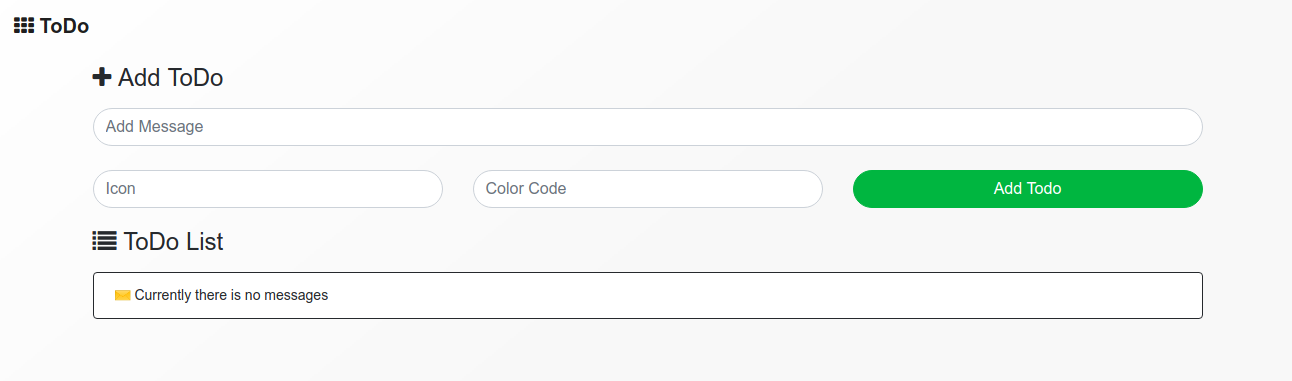 ToDo
Add ToDo
Add Message
Icon
Color Code
Add Todo
ToDo List
Currently there is no messages